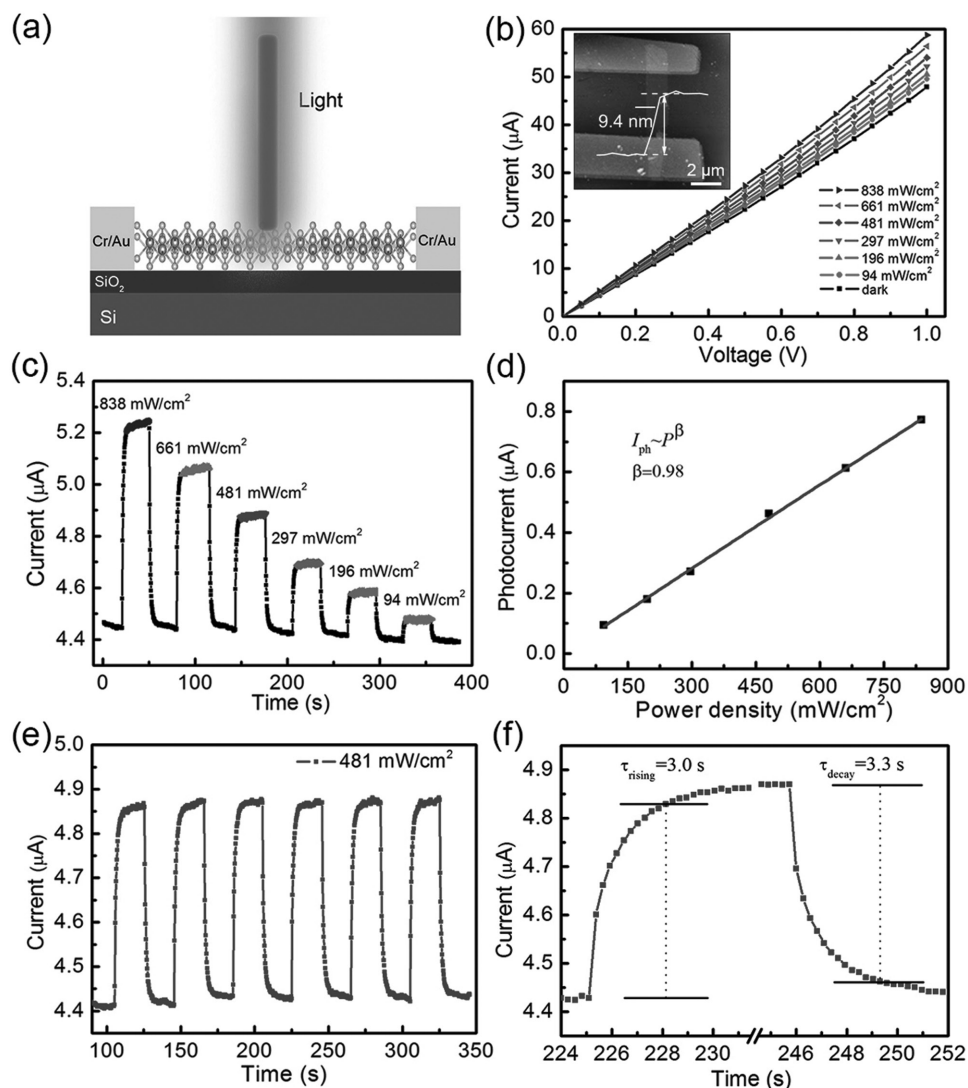 (a)
Light
Cr/Au
Cr/Au
SiO2
Si
(b)
Current (μA)
60
50
40
30
20
10
0
9.4 nm
2 μm
838 mW/cm²
661 mW/cm²
481 mW/cm²
297 mW/cm²
196 mW/cm²
94 mW/cm²
dark
0.0 0.2 0.4 0.6 0.8 1.0
Voltage (V)
(c)
Current (μA)
5.4
5.2
5.0
4.8
4.6
4.4
838 mW/cm²
661 mW/cm²
481 mW/cm²
297 mW/cm²
196 mW/cm²
94 mW/cm²
0 100 200 300 400
Time (s)
(d)
Photocurrent (μA)
0.8
0.6
0.4
0.2
0.0
Iph~Pβ
β=0.98
0 150 300 450 600 750 900
Power density (mW/cm²)
(e)
Current (μA)
5.0
4.9
4.8
4.7
4.6
4.5
4.4
481 mW/cm²
100 150 200 250 300 350
Time (s)
(f)
Current (μA)
4.9
4.8
4.7
4.6
4.5
4.4
τrising=3.0 s
τdecay=3.3 s
224 226 228 230 246 248 250 252
Time (s)